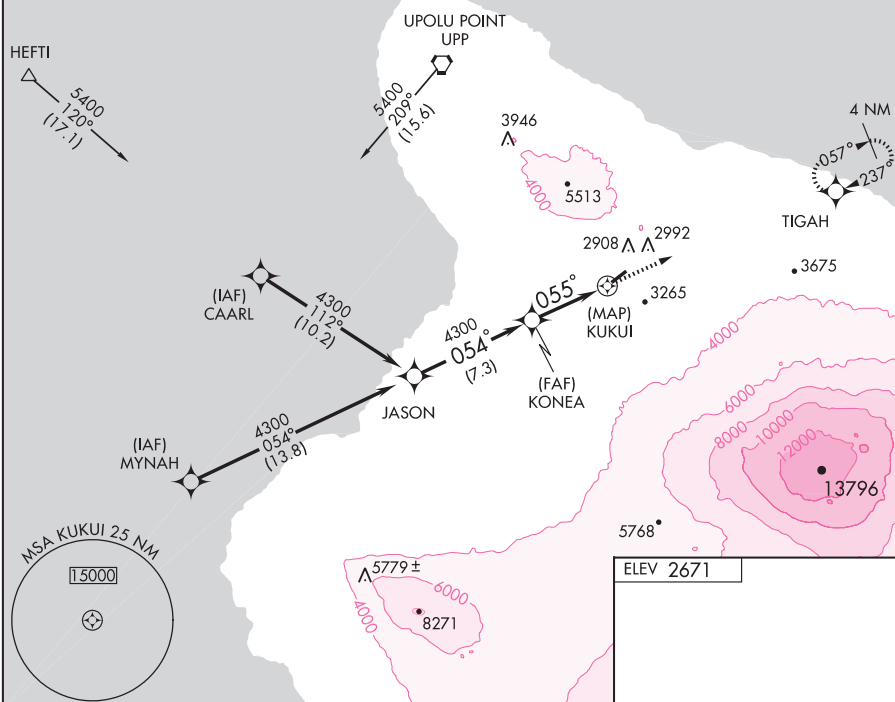 UPOLU POINT
UPP
HEFTI
5400
120°
(17.1)
5400
209°
(15.6)
3946
4000
5513
4 NM
057°
237°
TIGAH
2908
2992
3675
(IAF)
CAARL
4300
112°
(10.2)
055°
(MAP)
KUKUI
3265
4300
054°
(7.3)
(FAF)
KONEA
JASON
4000
6000
8000
10000
12000
13796
(IAF)
MYNAH
4300
054°
(13.8)
5768
MSA KUKUI 25 NM
15000
5779 ±
6000
4000
8271
ELEV 2671